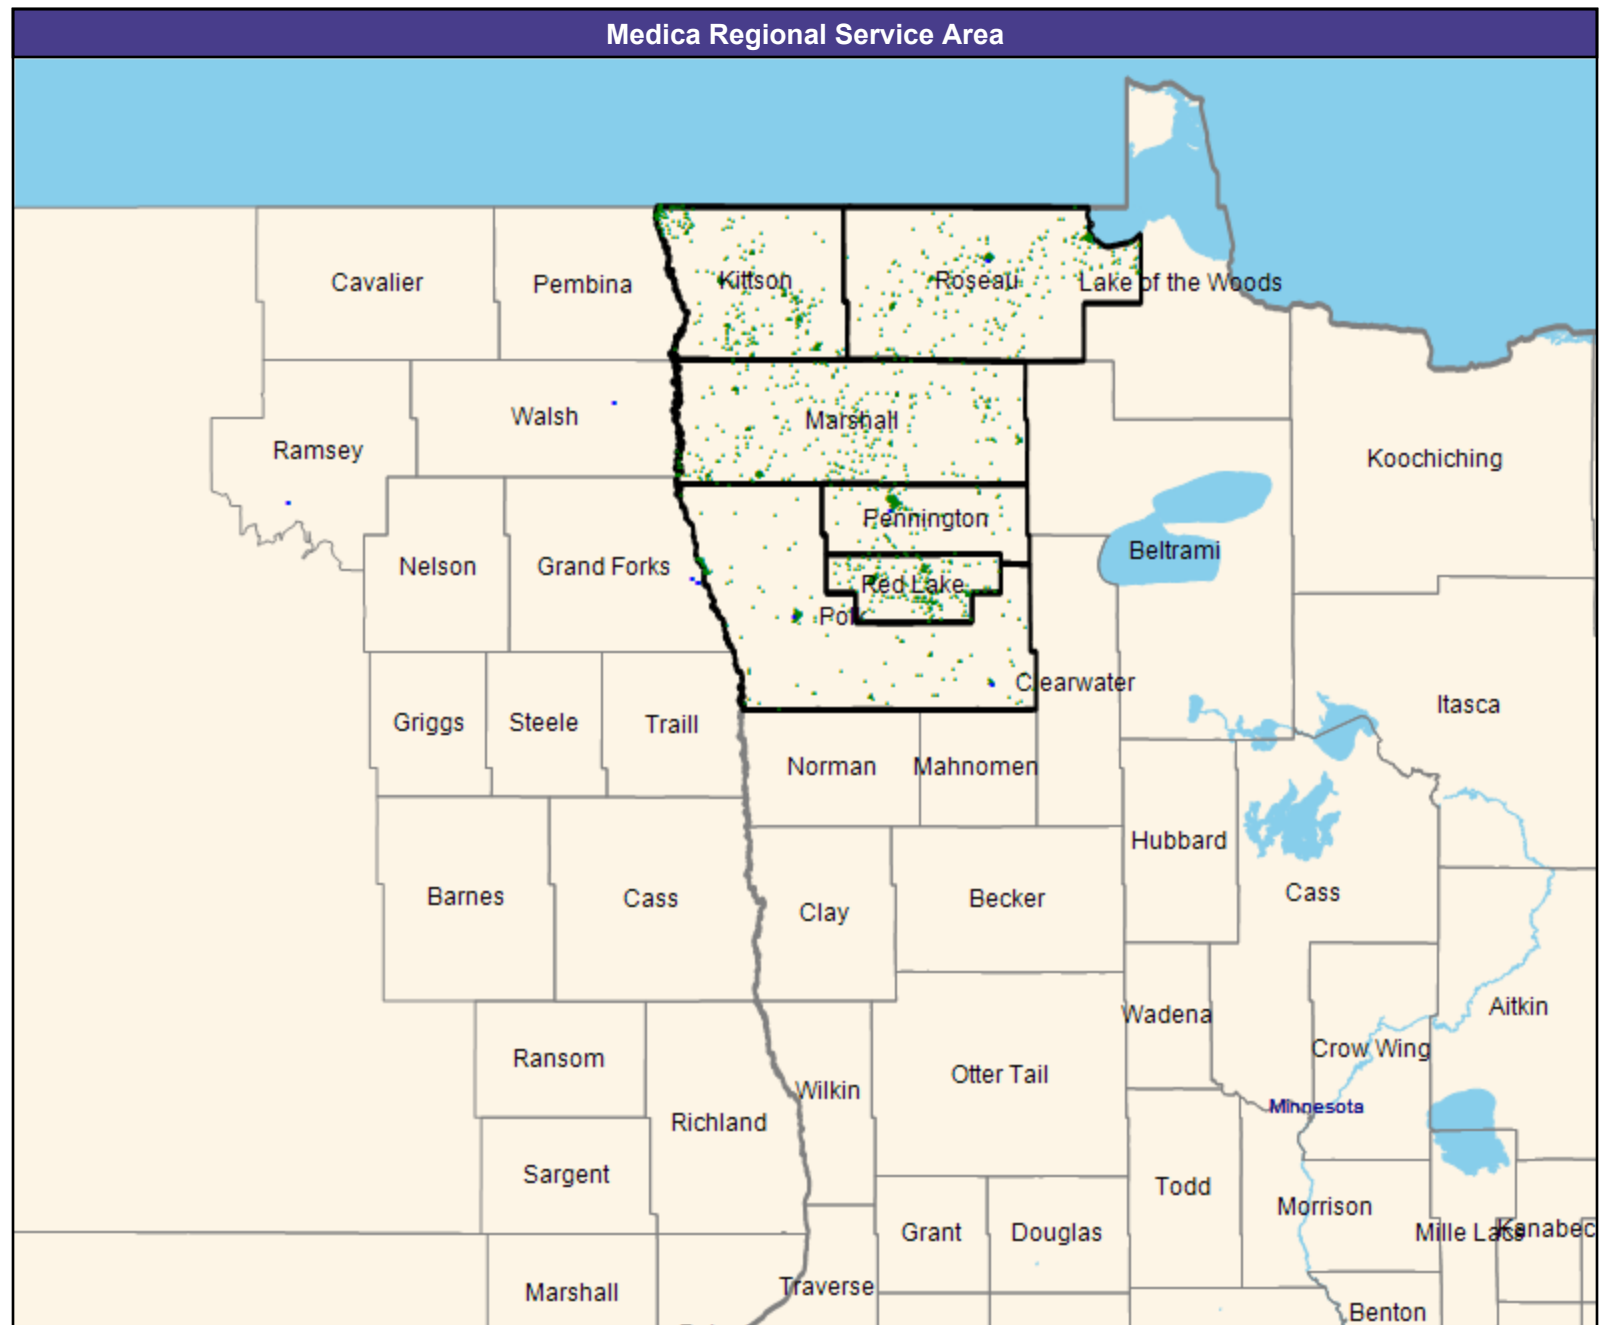 Medica Regional Service Area
Cavalier
Pembina
Kittson
Roseau
Lake of the Woods
Walsh
Marshall
Ramsey
Koochiching
Pennington
Nelson
Grand Forks
Beltrami
Red Lake
Polk
Clearwater
Griggs
Steele
Traill
Itasca
Norman
Mahnomen
Hubbard
Barnes
Cass
Clay
Becker
Cass
Wadena
Aitkin
Ransom
Otter Tail
Crow Wing
Wilkin
Minnesota
Richland
Sargent
Todd
Morrison
Grant
Douglas
Mille Lacs
Kanabec
Marshall
Traverse
Benton